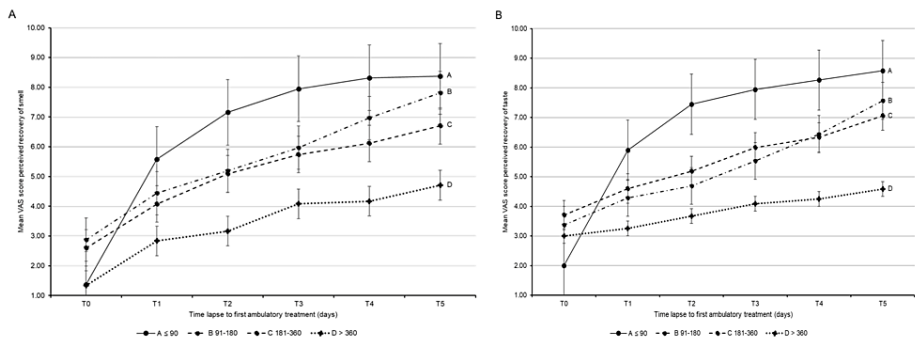 A
Mean VAS score perceived recovery of smell
10.00
9.00
8.00
7.00
6.00
5.00
4.00
3.00
2.00
1.00
A
B
C
D
T0 T1 T2 T3 T4 T5
Time lapse to first ambulatory treatment (days)
A ≤ 90 B 91-180 C 181-360 D > 360
B
Mean VAS score perceived recovery of taste
10.00
9.00
8.00
7.00
6.00
5.00
4.00
3.00
2.00
1.00
A
B
C
D
T0 T1 T2 T3 T4 T5
Time lapse to first ambulatory treatment (days)
A ≤ 90 B 91-180 C 181-360 D > 360